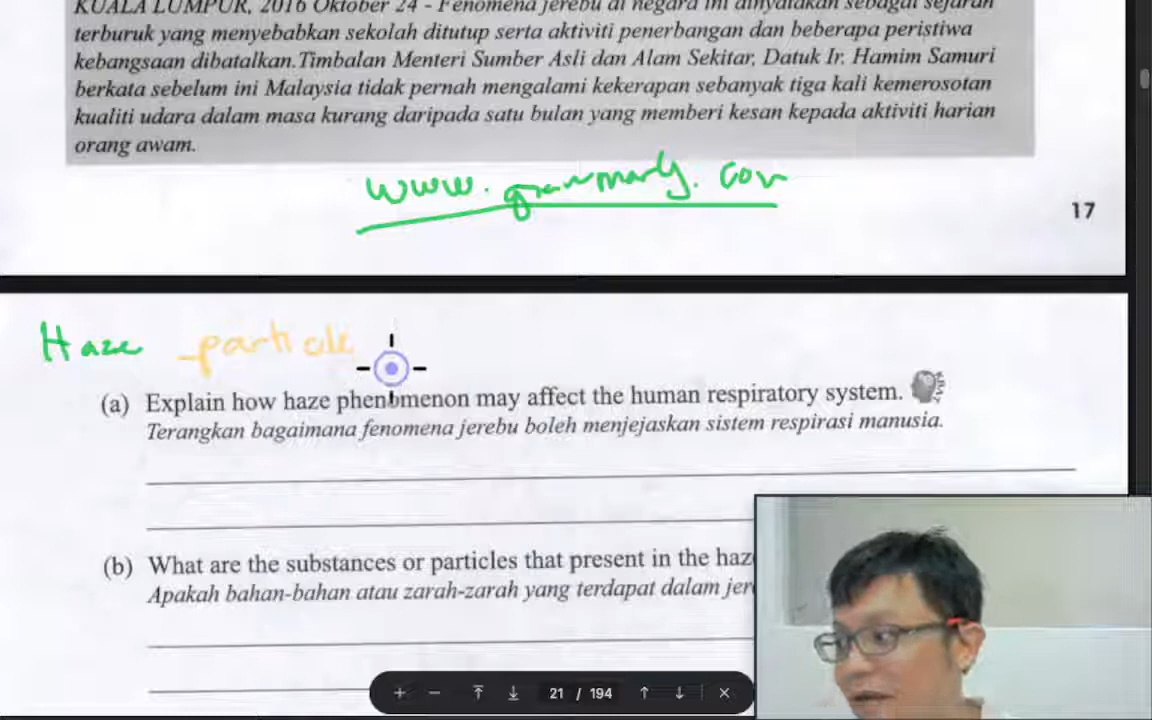 KUALA LUMPUR, 2016 Oktober 24 - Fenomena jerebu di negara ini dinyatakan sebagai sejarah
terburuk yang menyebabkan sekolah ditutup serta aktiviti penerbangan dan beberapa peristiwa
kebangsaan dibatalkan. Timbalan Menteri Sumber Asli dan Alam Sekitar, Datuk Ir. Hamim Samuri
berkata sebelum ini Malaysia tidak pernah mengalami kekerapan sebanyak tiga kali kemerosotan
kualiti udara dalam masa kurang daripada satu bulan yang memberi kesan kepada aktiviti harian
orang awam.
www.grammarly.com
17
Haze particle
(a) Explain how haze phenomenon may affect the human respiratory system.
Terangkan bagaimana fenomena jerebu boleh menjejaskan sistem respirasi manusia.
(b) What are the substances or particles that present in the haz
Apakah bahan-bahan atau zarah-zarah yang terdapat dalam jer
21 / 194